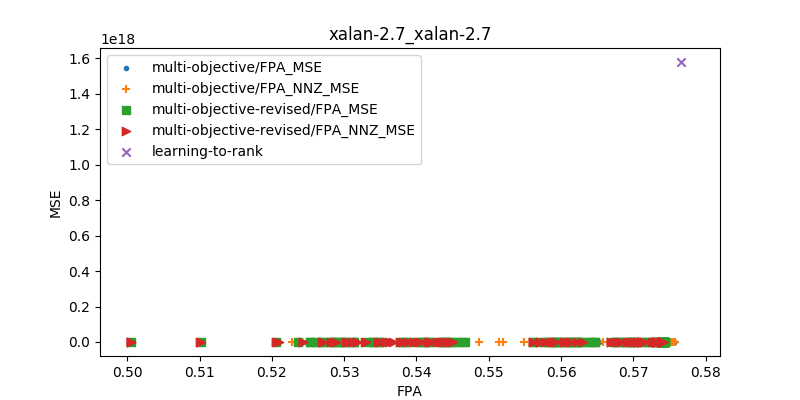 xalan-2.7_xalan-2.7
1e18
multi-objective/FPA_MSE
multi-objective/FPA_NNZ_MSE
multi-objective-revised/FPA_MSE
multi-objective-revised/FPA_NNZ_MSE
learning-to-rank
1.6
1.4
1.2
1.0
0.8
0.6
0.4
0.2
0.0
MSE
0.50 0.51 0.52 0.53 0.54 0.55 0.56 0.57 0.58
FPA